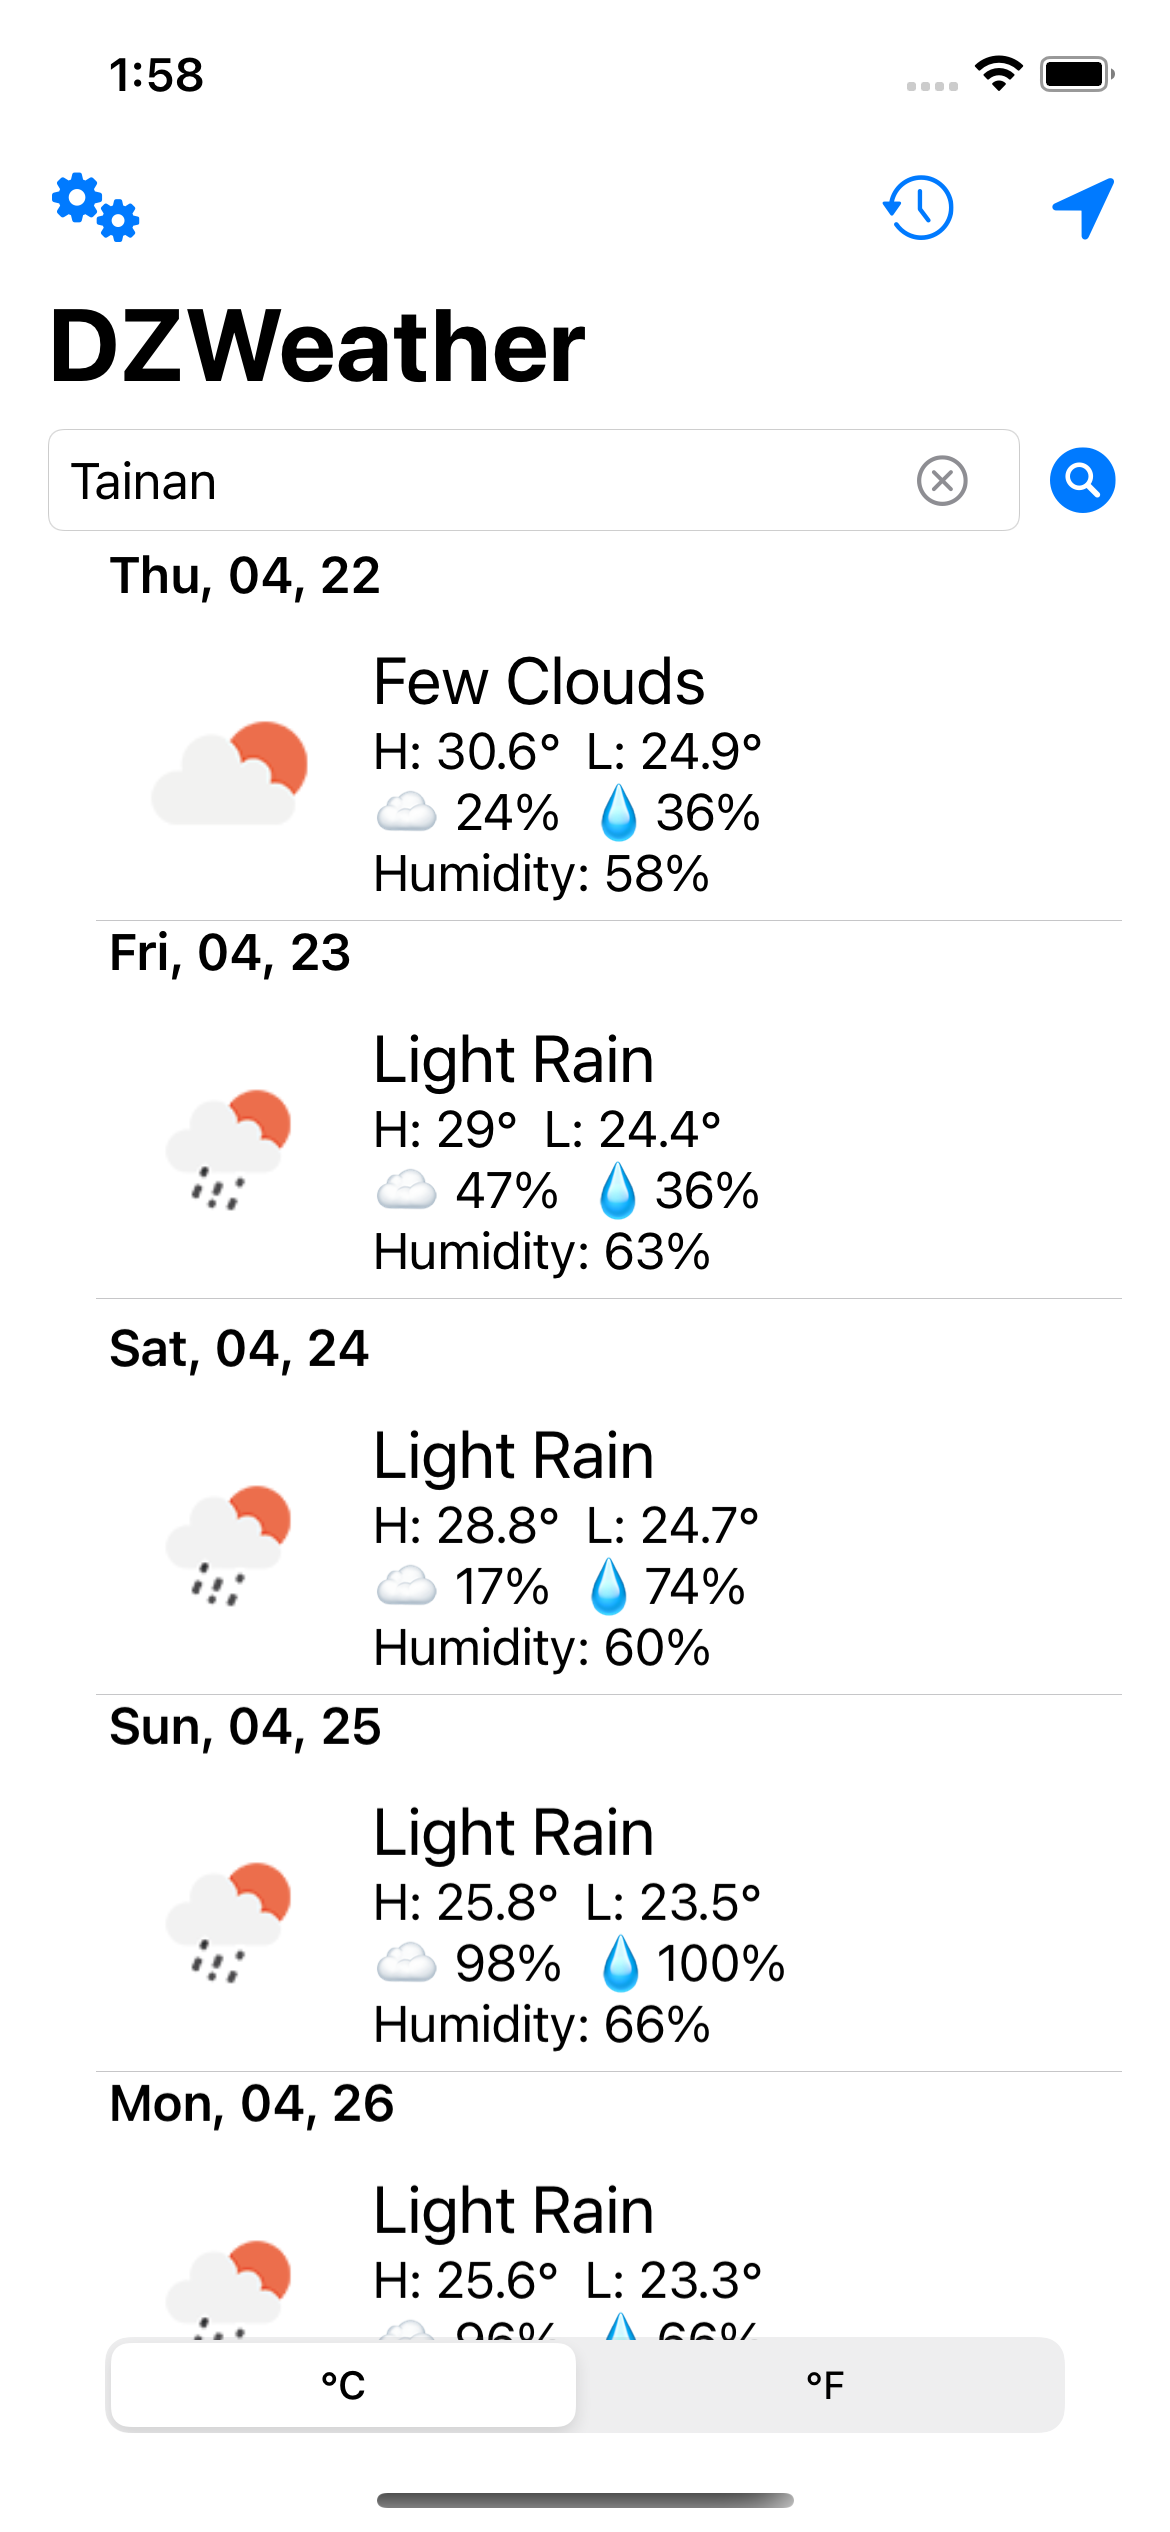 1:58
DZWeather
Tainan
Thu, 04, 22
Few Clouds
H: 30.6° L: 24.9°
24% 36%
Humidity: 58%
Fri, 04, 23
Light Rain
H: 29° L: 24.4°
47% 36%
Humidity: 63%
Sat, 04, 24
Light Rain
H: 28.8° L: 24.7°
17% 74%
Humidity: 60%
Sun, 04, 25
Light Rain
H: 25.8° L: 23.5°
98% 100%
Humidity: 66%
Mon, 04, 26
Light Rain
H: 25.6° L: 23.3°
96% 66%
°C °F